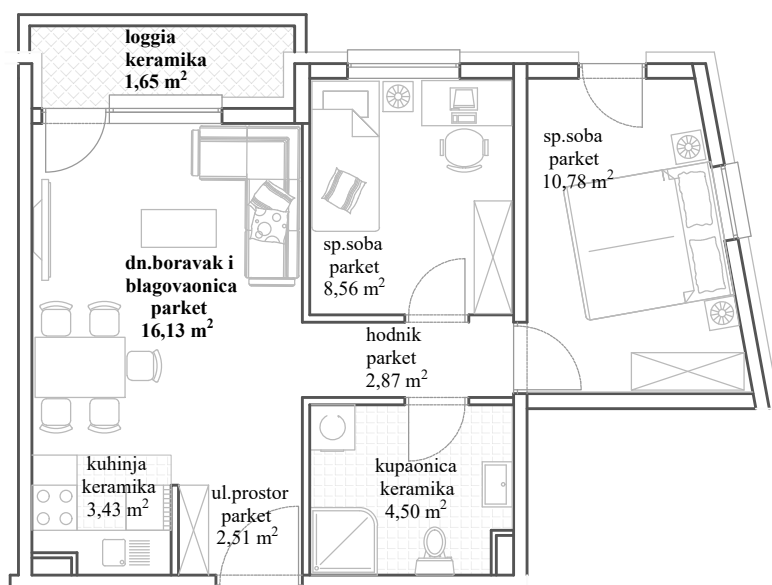 loggia
keramika
1,65 m²
sp.soba
parket
10,78 m²
sp.soba
parket
8,56 m²
dn.boravak i
blagovaonica
parket
16,13 m²
hodnik
parket
2,87 m²
kuhinja
keramika
3,43 m²
ul.prostor
parket
2,51 m²
kupaonica
keramika
4,50 m²